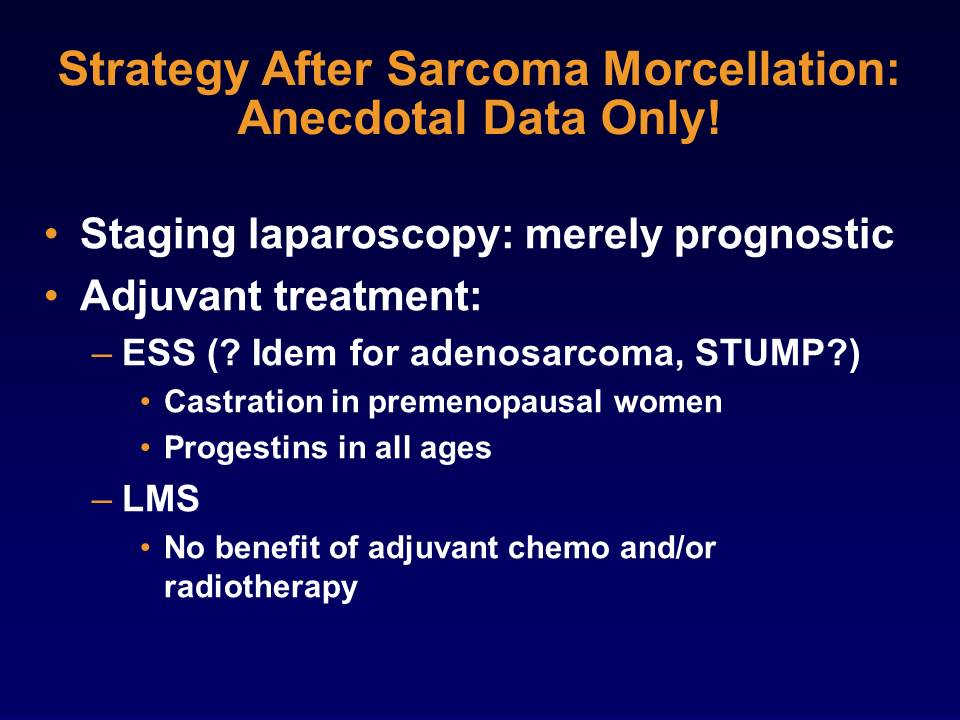 Strategy After Sarcoma Morcellation:
Anecdotal Data Only!
• Staging laparoscopy: merely prognostic
• Adjuvant treatment:
– ESS (? Idem for adenosarcoma, STUMP?)
• Castration in premenopausal women
• Progestins in all ages
– LMS
• No benefit of adjuvant chemo and/or
radiotherapy